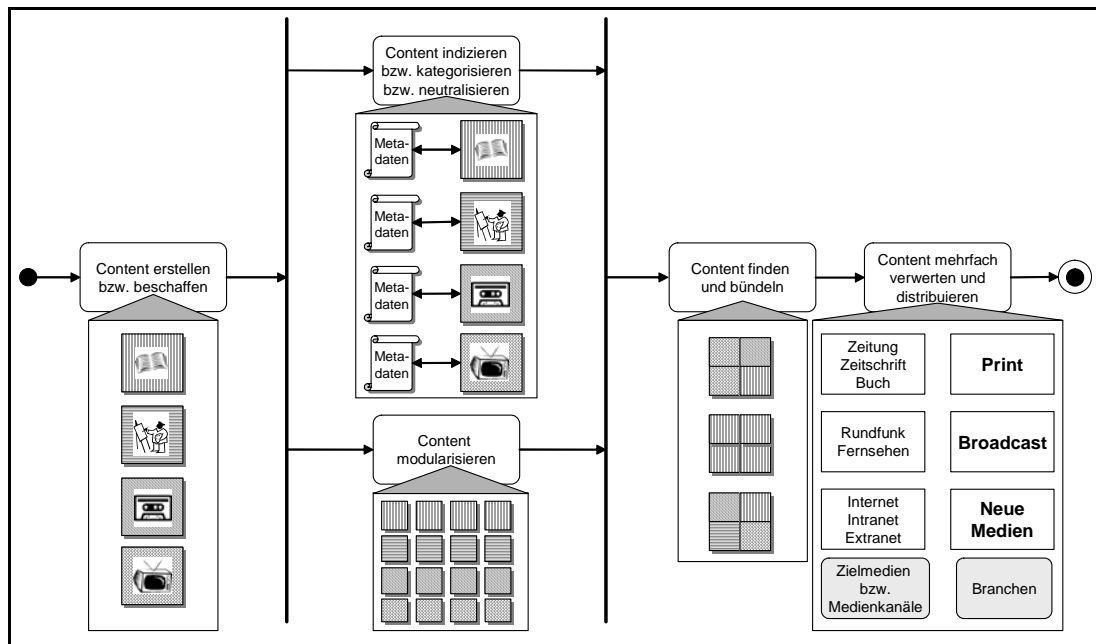 Content erstellen
bzw. beschaffen
Content indizieren
bzw. kategorisieren
bzw. neutralisieren
Meta-
daten
Meta-
daten
Meta-
daten
Meta-
daten
Content
modularisieren
Content finden
und bündeln
Content mehrfach
verwerten und
distribuieren
Zeitung
Zeitschrift
Buch
Print
Rundfunk
Fernsehen
Broadcast
Internet
Intranet
Extranet
Neue
Medien
Zielmedien
bzw.
Medienkanäle
Branchen